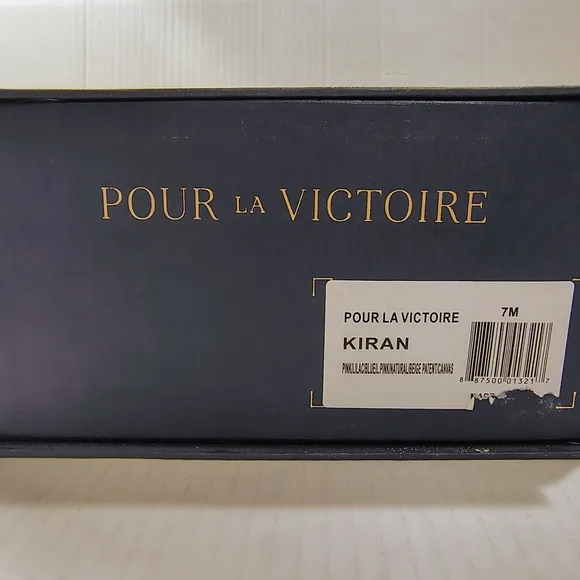 POUR LA VICTOIRE
POUR LA VICTOIRE
7M
KIRAN
PINK/LILAC/BLUE/L.PINK/NATURAL/BEIGE PATENT/CANVAS
8 87500 01321 7